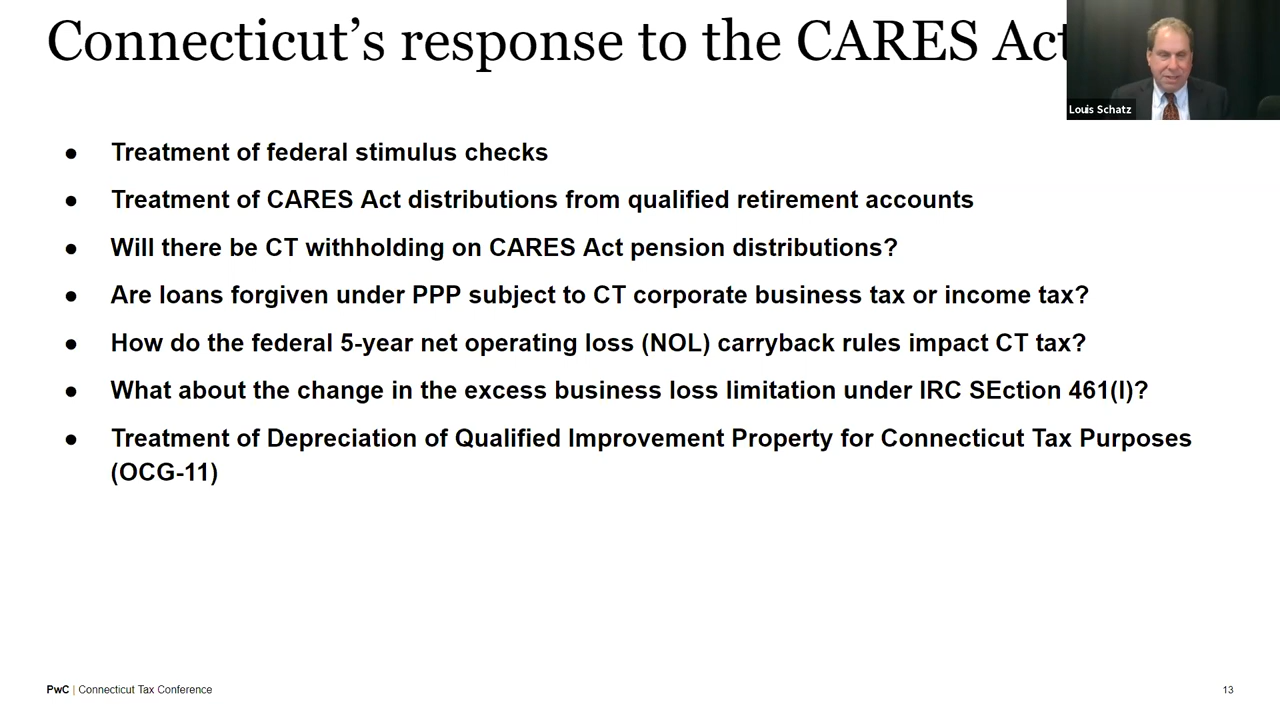 Connecticut’s response to the CARES Act
Louis Schatz
● Treatment of federal stimulus checks
● Treatment of CARES Act distributions from qualified retirement accounts
● Will there be CT withholding on CARES Act pension distributions?
● Are loans forgiven under PPP subject to CT corporate business tax or income tax?
● How do the federal 5-year net operating loss (NOL) carryback rules impact CT tax?
● What about the change in the excess business loss limitation under IRC SEction 461(l)?
● Treatment of Depreciation of Qualified Improvement Property for Connecticut Tax Purposes
(OCG-11)
PwC | Connecticut Tax Conference
13